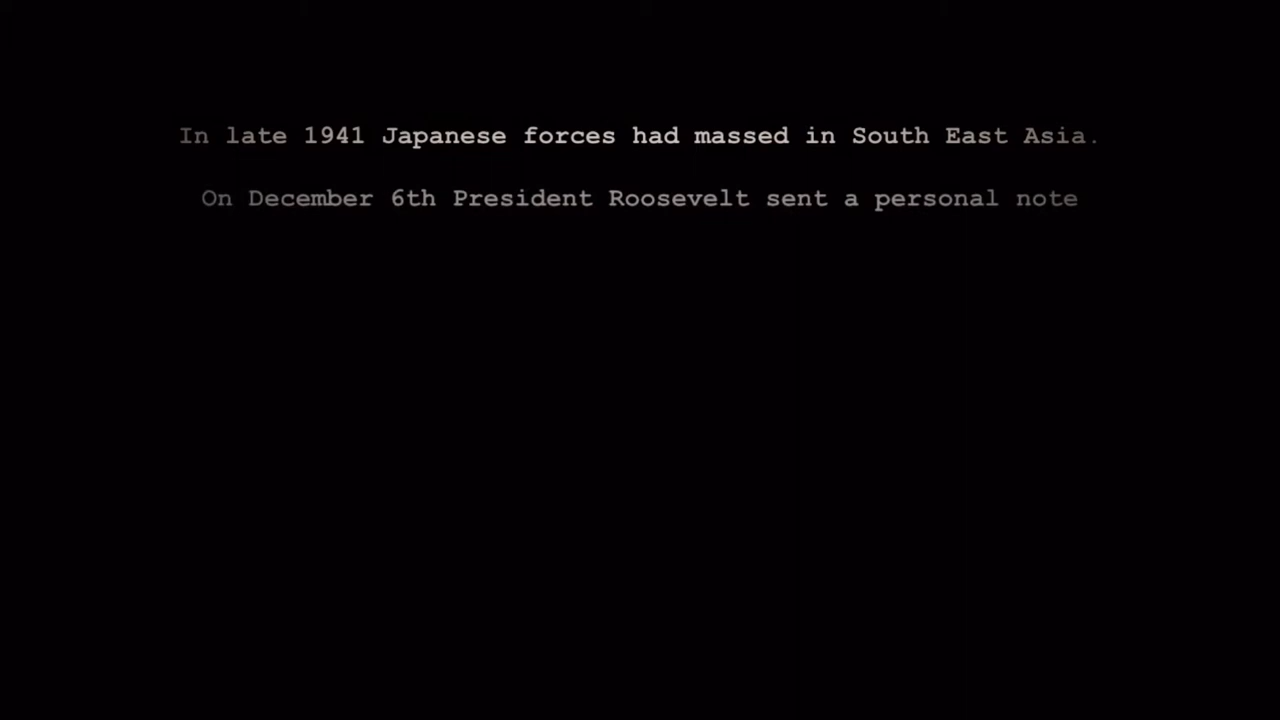 In late 1941 Japanese forces had massed in South East Asia.
On December 6th President Roosevelt sent a personal note